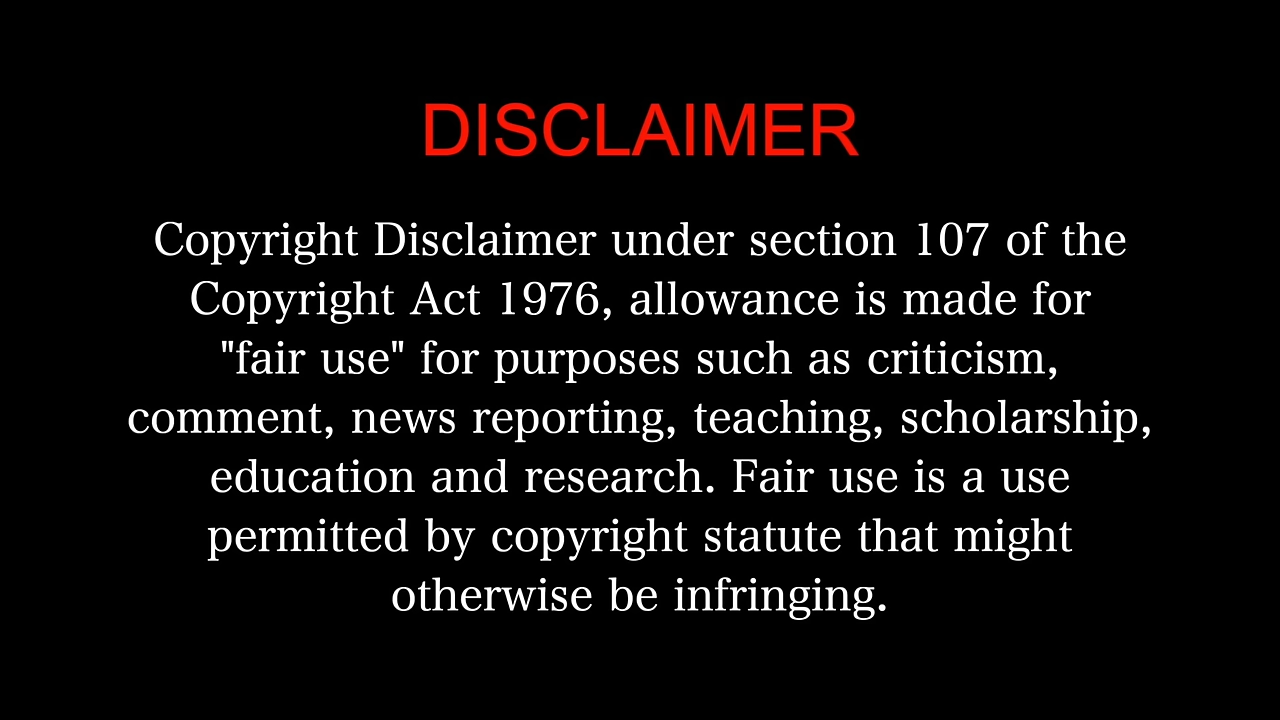 DISCLAIMER
Copyright Disclaimer under section 107 of the
Copyright Act 1976, allowance is made for
"fair use" for purposes such as criticism,
comment, news reporting, teaching, scholarship,
education and research. Fair use is a use
permitted by copyright statute that might
otherwise be infringing.